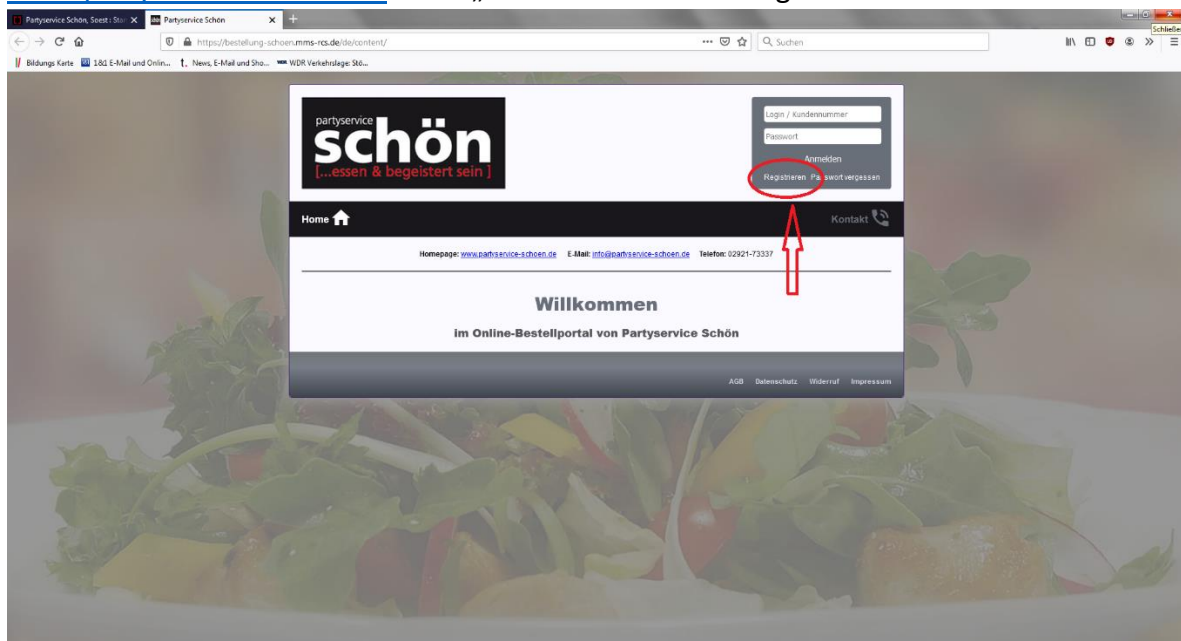 „
Partyservice Schön, Soest : Star
Partyservice Schön
Schließe
https://bestellung-schoen.mms-rcs.de/de/content/
Suchen
Bildungs Karte
1&1 E-Mail und Onlin...
News, E-Mail und Sho...
WDR Verkehrslage: Stö...
partyservice
schön
[...essen & begeistert sein ]
Login / Kundennummer
Passwort
Anmelden
Registrieren Passwort vergessen
Home
Kontakt
Homepage: www.partyservice-schoen.de E-Mail: info@partyservice-schoen.de Telefon: 02921-73337
Willkommen
im Online-Bestellportal von Partyservice Schön
AGB Datenschutz Widerruf Impressum